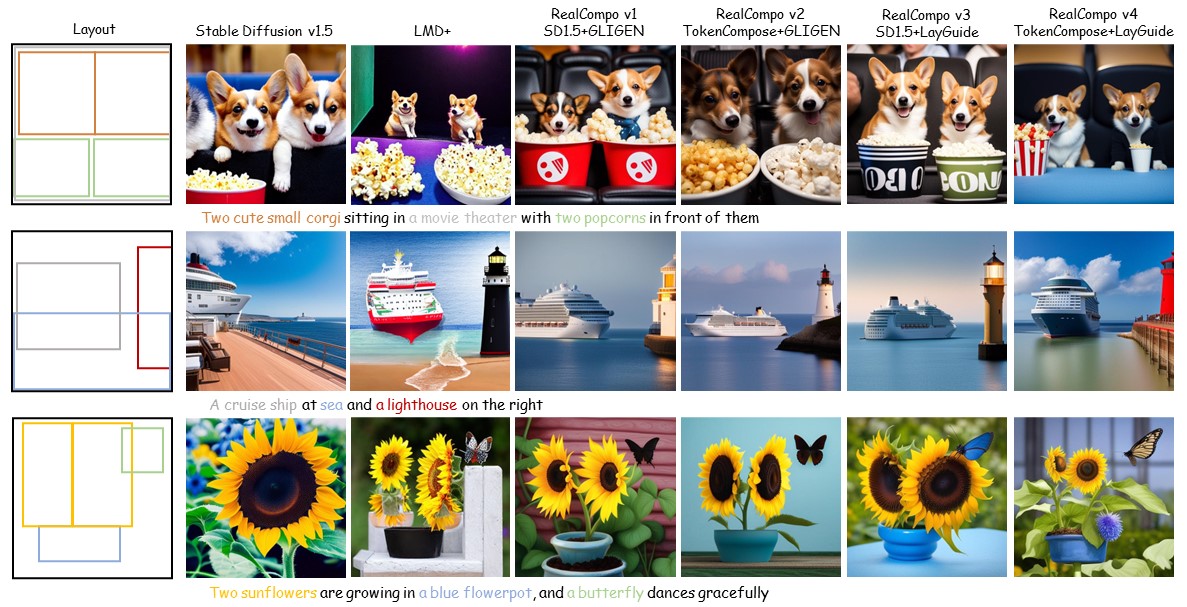 Layout
Stable Diffusion v1.5
LMD+
RealCompo v1
SD1.5+GLIGEN
RealCompo v2
TokenCompose+GLIGEN
RealCompo v3
SD1.5+LayGuide
RealCompo v4
TokenCompose+LayGuide
Two cute small corgi sitting in a movie theater with two popcorns in front of them
A cruise ship at sea and a lighthouse on the right
Two sunflowers are growing in a blue flowerpot, and a butterfly dances gracefully